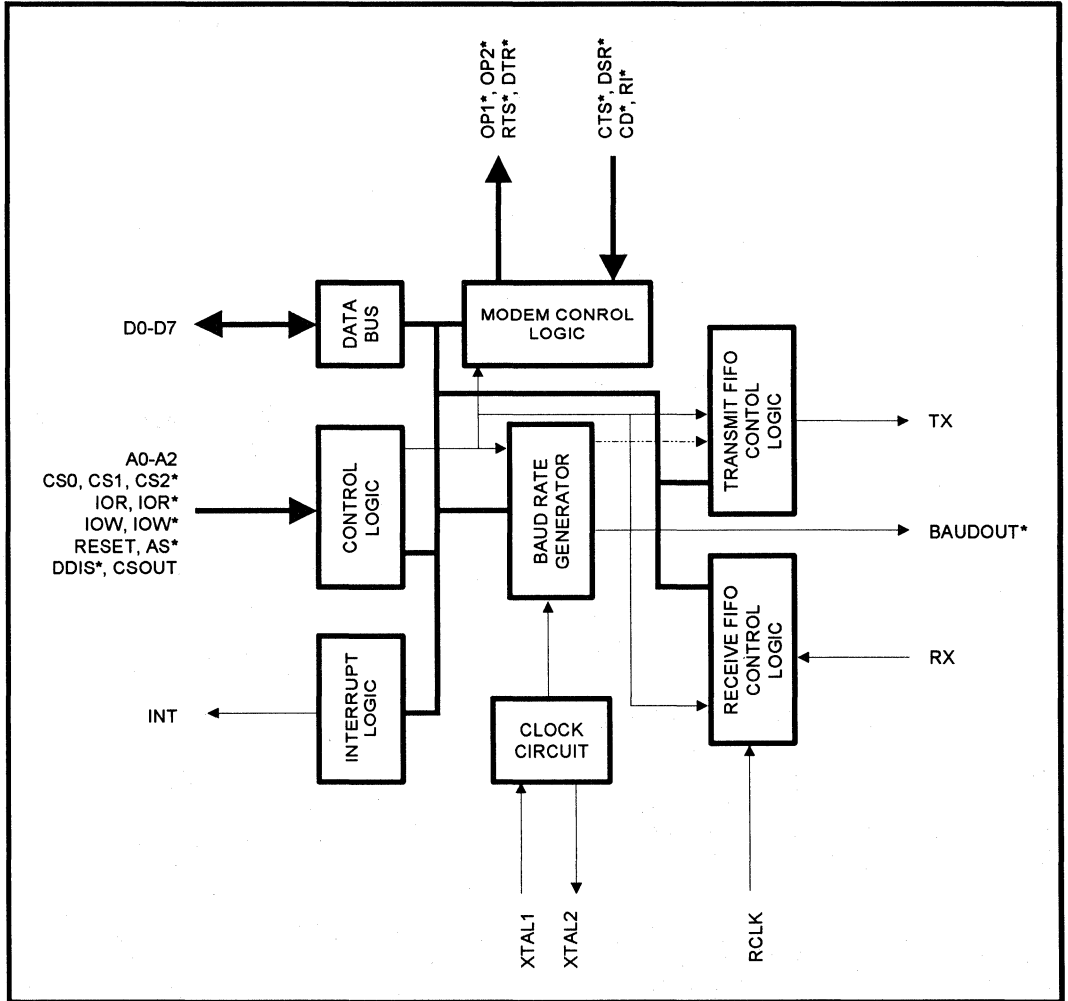 OP1*, OP2*
RTS*, DTR*
CTS*, DSR*
CD*, RI*
D0-D7
DATA
BUS
MODEM CONROL
LOGIC
TRANSMIT FIFO
CONTOL
LOGIC
TX
A0-A2
CS0, CS1, CS2*
IOR, IOR*
IOW, IOW*
RESET, AS*
DDIS*, CSOUT
CONTROL
LOGIC
BAUD RATE
GENERATOR
BAUDOUT*
RECEIVE FIFO
CONTROL
LOGIC
RX
INT
INTERRUPT
LOGIC
CLOCK
CIRCUIT
XTAL1
XTAL2
RCLK